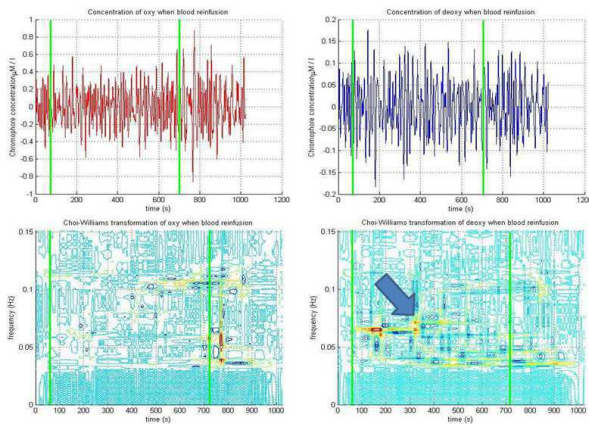 Concentration of oxy when blood reinfusion
Chromophore concentrationμM / l
1
0.8
0.6
0.4
0.2
0
-0.2
-0.4
-0.6
-0.8
-1
0 200 400 600 800 1000 1200
time (s)
Concentration of deoxy when blood reinfusion
Chromophore concentrationμM / l
0.2
0.15
0.1
0.05
0
-0.05
-0.1
-0.15
-0.2
0 200 400 600 800 1000 1200
time (s)
Choi-Williams transformation of oxy when blood reinfusion
frequency (Hz)
0.15
0.1
0.05
0
0 100 200 300 400 500 600 700 800 900 1000
time (s)
Choi-Williams transformation of deoxy when blood reinfusion
frequency (Hz)
0.15
0.1
0.05
0
0 100 200 300 400 500 600 700 800 900 1000
time (s)